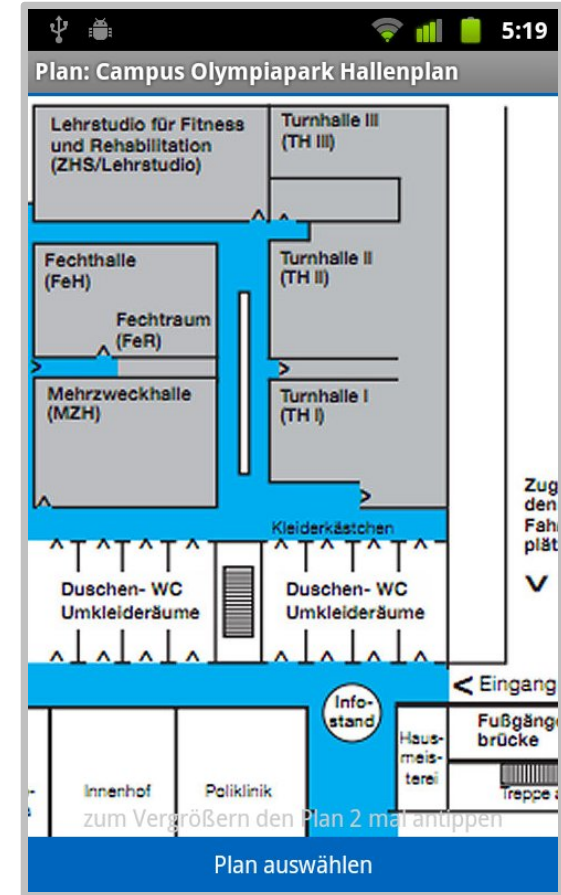 5:19
Plan: Campus Olympiapark Hallenplan
Lehrstudio für Fitness
und Rehabilitation
(ZHS/Lehrstudio)
Turnhalle III
(TH III)
Fechthalle
(FeH)
Fechtraum
(FeR)
Turnhalle II
(TH II)
Mehrzweckhalle
(MZH)
Turnhalle I
(TH I)
Zug
den
Fah
plät
Kleiderkästchen
Duschen- WC
Umkleideräume
Duschen- WC
Umkleideräume
Eingang
Info-
stand
Haus-
meis-
terei
Fußgänge
brücke
Treppe
Innenhof
Poliklinik
zum Vergrößern den Plan 2 mal antippen
Plan auswählen